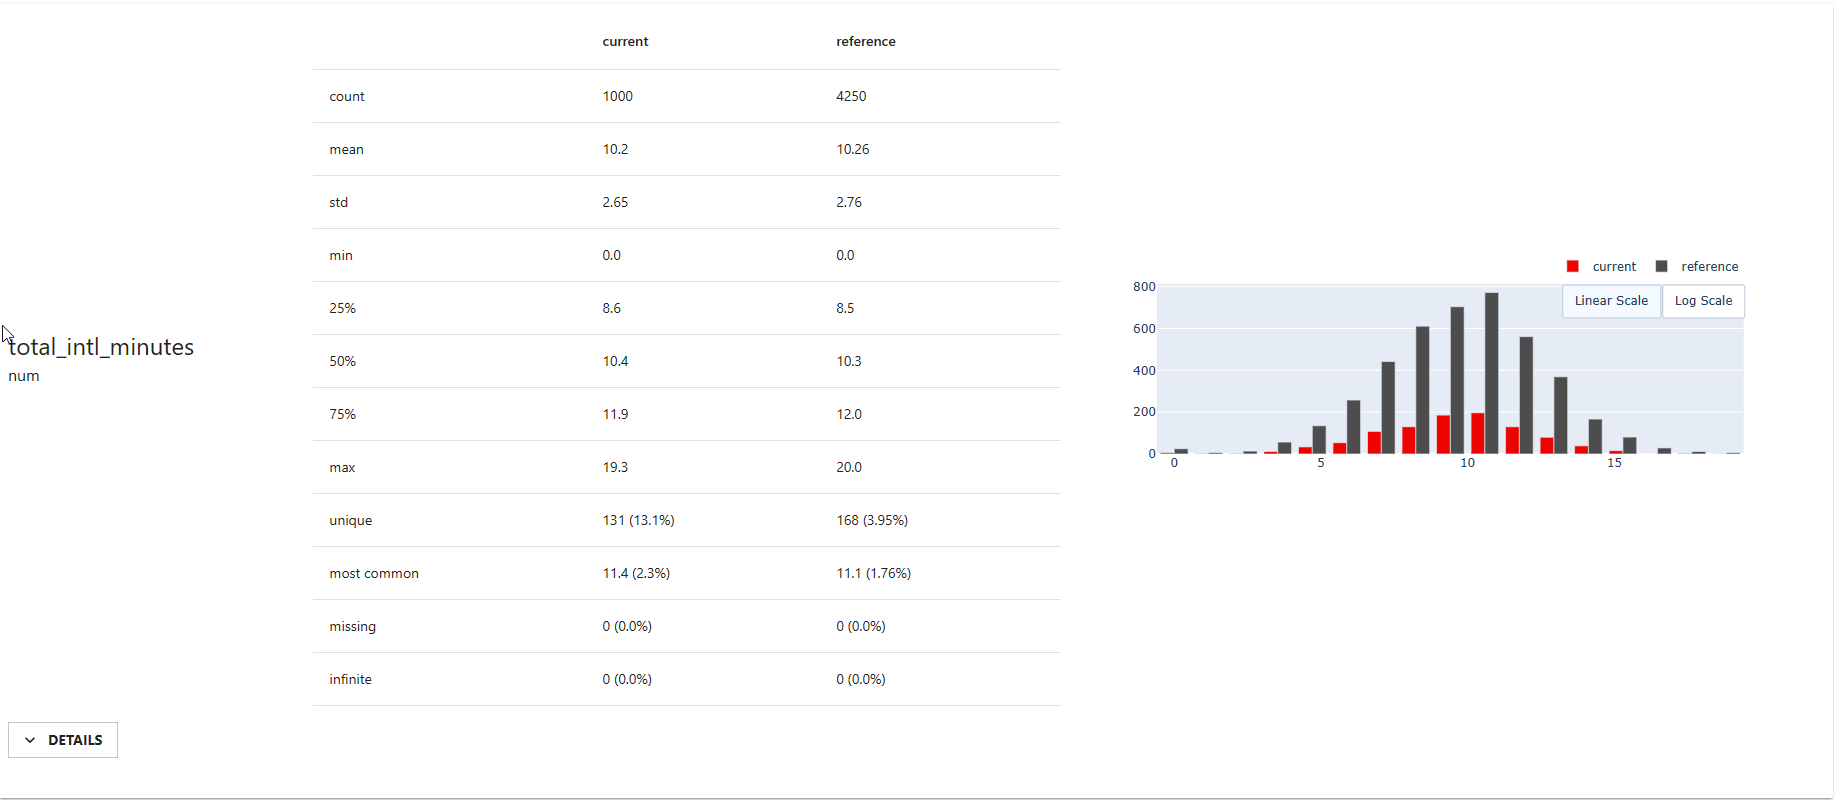 current reference
count 1000 4250
mean 10.2 10.26
std 2.65 2.76
min 0.0 0.0
25% 8.6 8.5
50% 10.4 10.3
75% 11.9 12.0
max 19.3 20.0
unique 131 (13.1%) 168 (3.95%)
most common 11.4 (2.3%) 11.1 (1.76%)
missing 0 (0.0%) 0 (0.0%)
infinite 0 (0.0%) 0 (0.0%)
total_intl_minutes
num
DETAILS
current reference
Linear Scale Log Scale
800
600
400
200
0
0 5 10 15